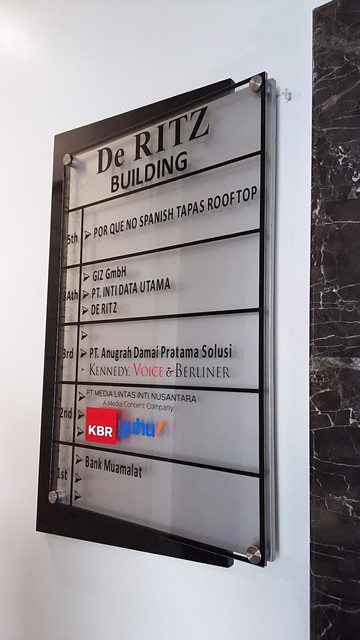 De RITZ
BUILDING
5th
POR QUE NO SPANISH TAPAS ROOFTOP
3Ath
GIZ GmbH
PT. INTI DATA UTAMA
DE RITZ
3rd
PT. Anugrah Damai Pratama Solusi
KENNEDY, VOICE & BERLINER
2nd
PT MEDIA LINTAS INTI NUSANTARA
A Media Content Company
KBR yuhu
1st
Bank Muamalat